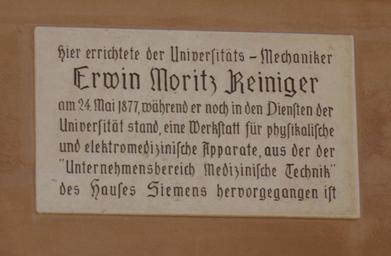 Hier errichtete der Universitäts - Mechaniker
Erwin Moritz Reiniger
am 24. Mai 1877, während er noch in den Diensten der
Universität stand, eine Werkstatt für physikalische
und elektromedizinische Apparate, aus der der
"Unternehmensbereich Medizinische Technik"
des Hauses Siemens hervorgegangen ist